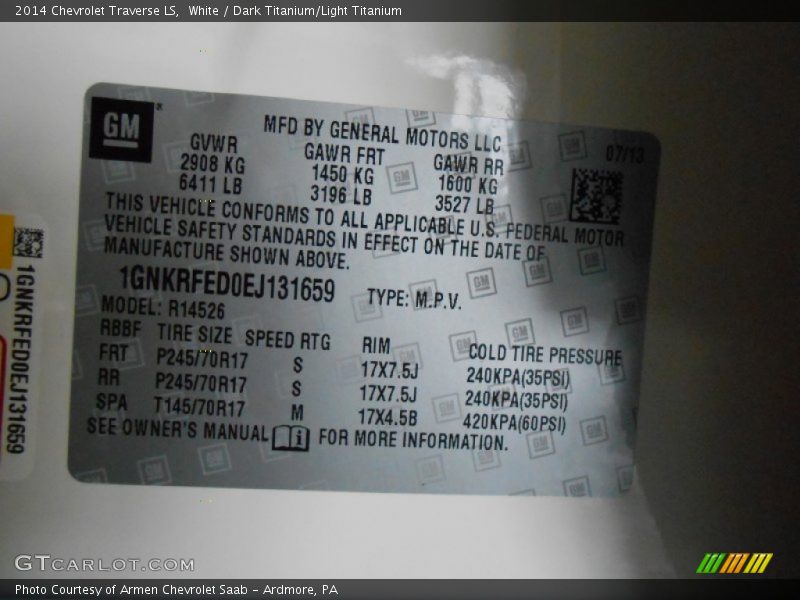 2014 Chevrolet Traverse LS, White / Dark Titanium/Light Titanium
GM
MFD BY GENERAL MOTORS LLC
07/13
GVWR GAWR FRT GAWR RR
2908 KG 1450 KG 1600 KG
6411 LB 3196 LB 3527 LB
THIS VEHICLE CONFORMS TO ALL APPLICABLE U.S. FEDERAL MOTOR
VEHICLE SAFETY STANDARDS IN EFFECT ON THE DATE OF
MANUFACTURE SHOWN ABOVE.
1GNKRFED0EJ131659 TYPE: M.P.V.
MODEL: R14526
RBBF TIRE SIZE SPEED RTG RIM COLD TIRE PRESSURE
FRT P245/70R17 S 17X7.5J 240KPA(35PSI)
RR P245/70R17 S 17X7.5J 240KPA(35PSI)
SPA T145/70R17 M 17X4.5B 420KPA(60PSI)
SEE OWNER'S MANUAL i FOR MORE INFORMATION.
1GNKRFED0EJ131659
GTCARLOT.COM
Photo Courtesy of Armen Chevrolet Saab - Ardmore, PA